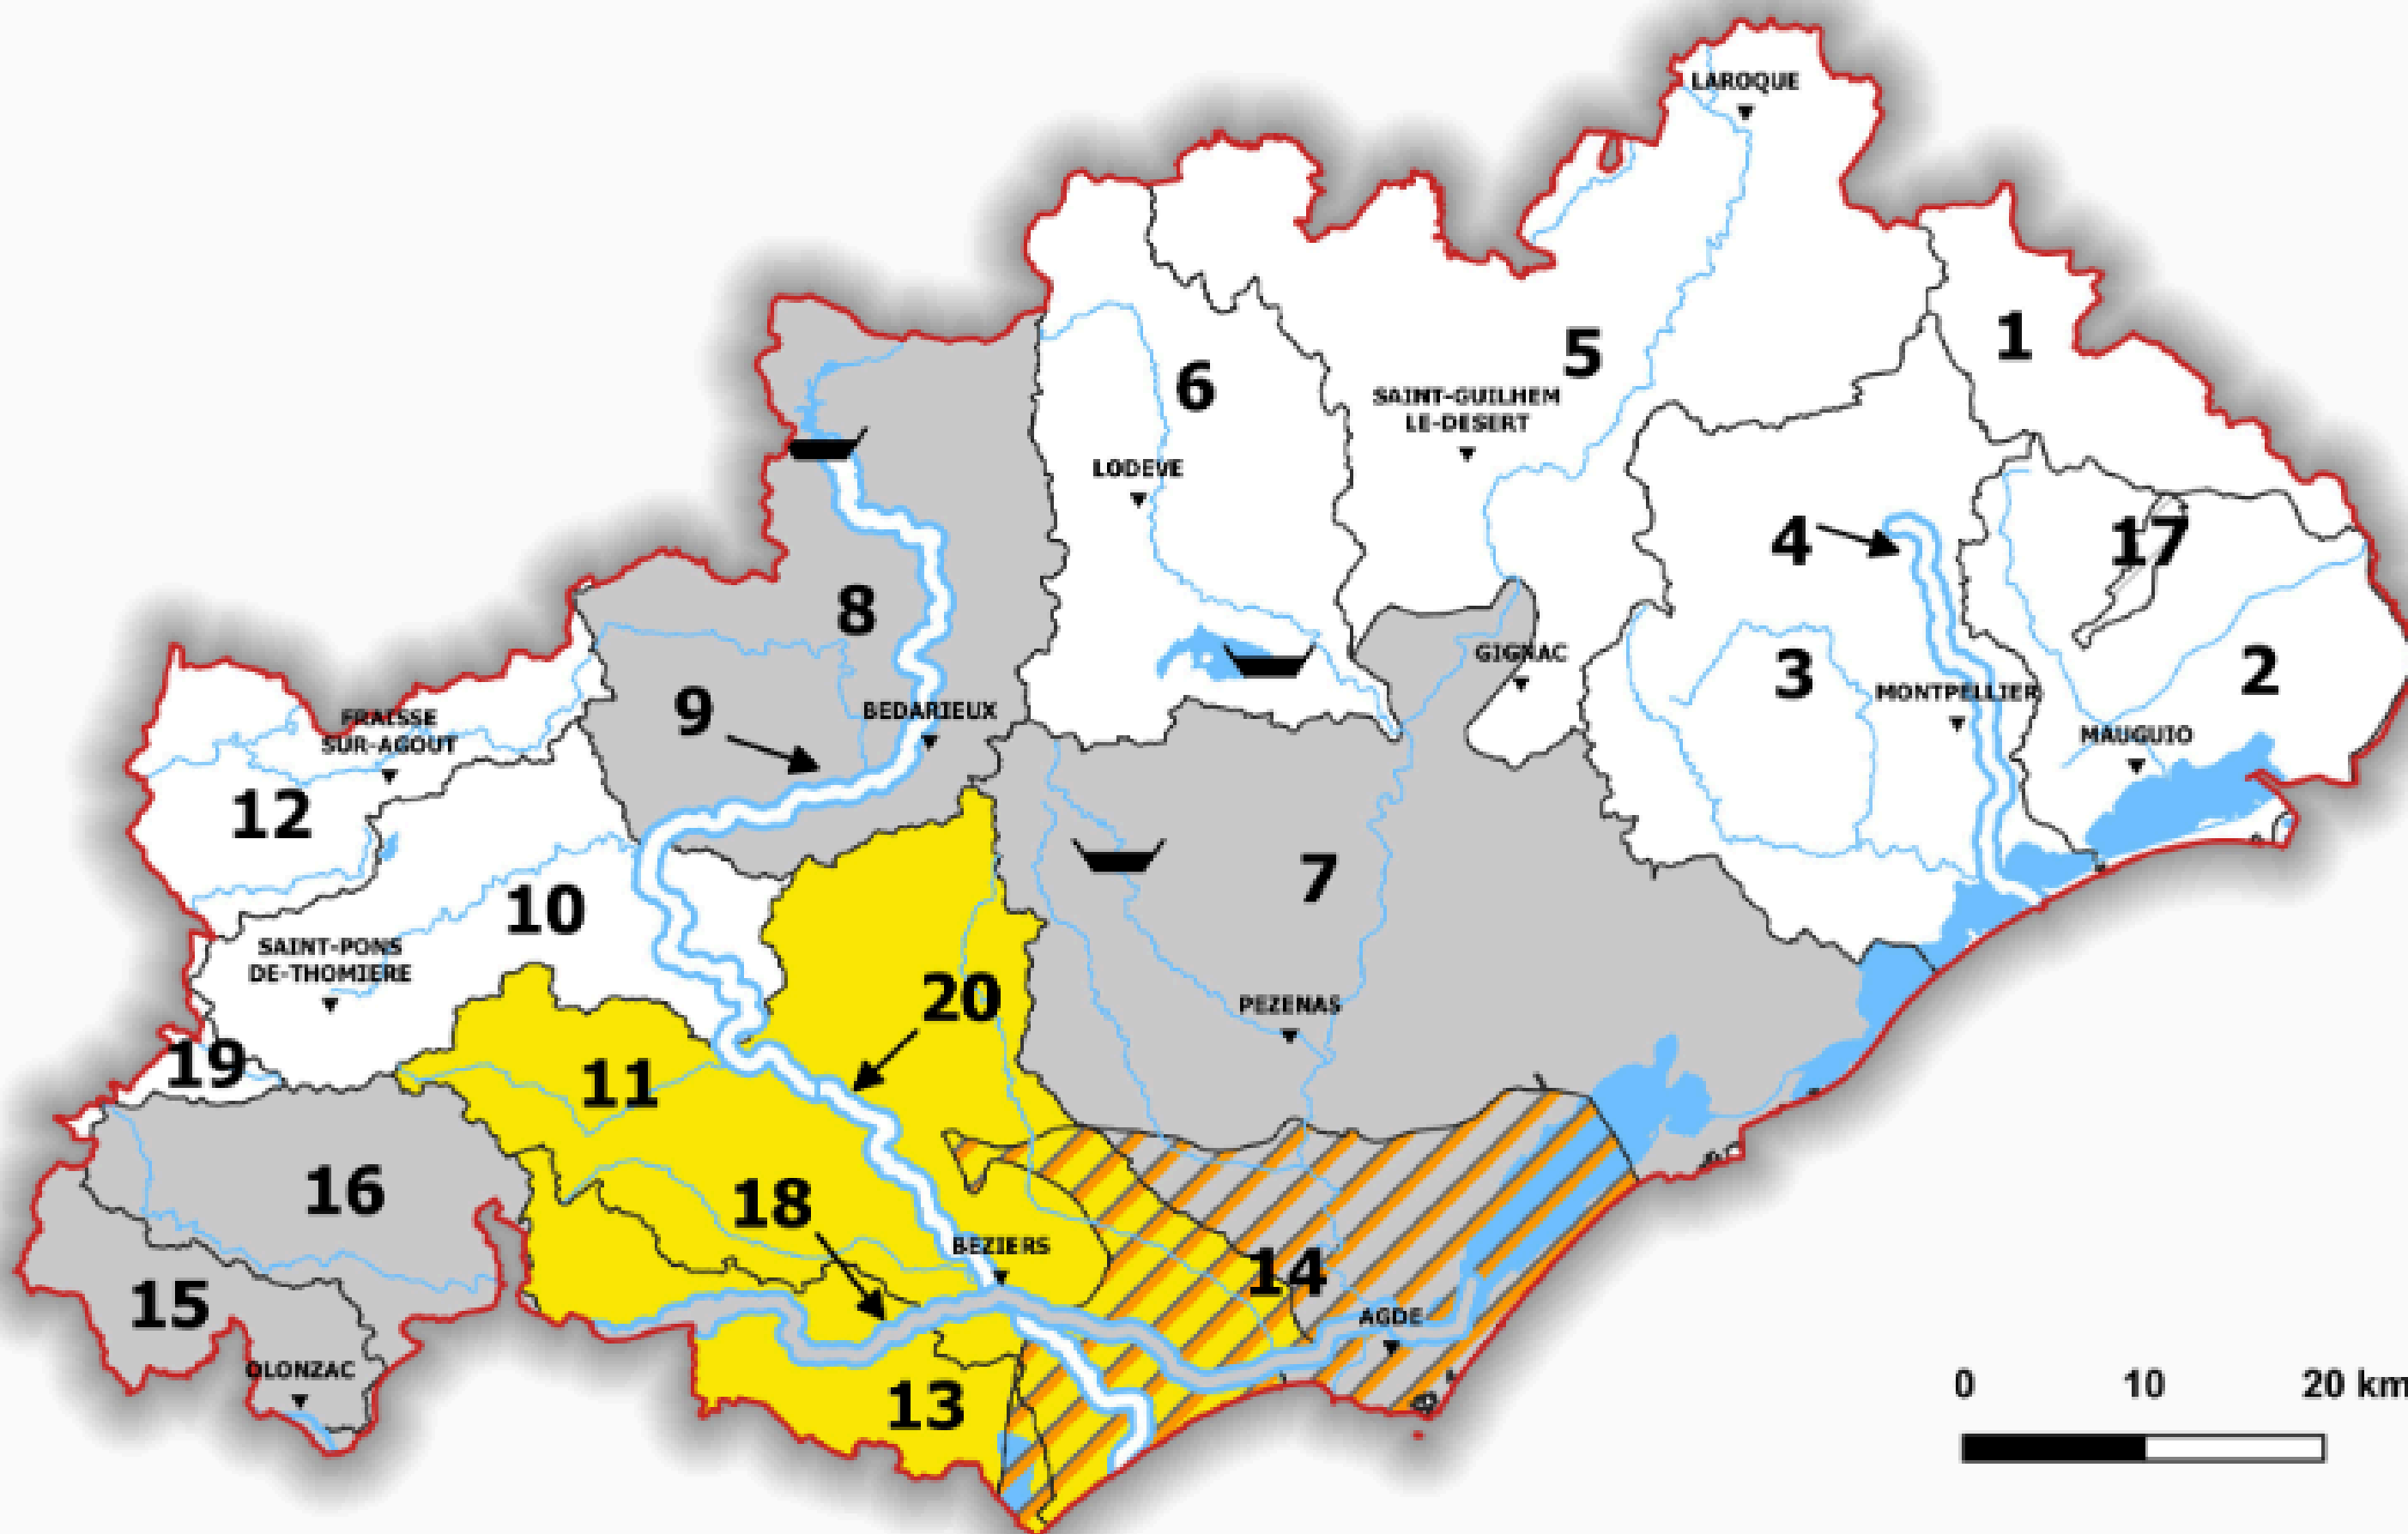 LAROQUE
1
5
6
SAINT-GUILHEM
LE-DESERT
LODEVE
4
17
8
GIGNAC
3
2
MONTPELLIER
9
BEDARIEUX
FRAISSE
SUR-AGOUT
MAUGUIO
12
7
10
SAINT-PONS
DE-THOMIERE
20
PEZENAS
19
11
16
18
BEZIERS
14
15
AGDE
OLONZAC
13
0 10 20 km